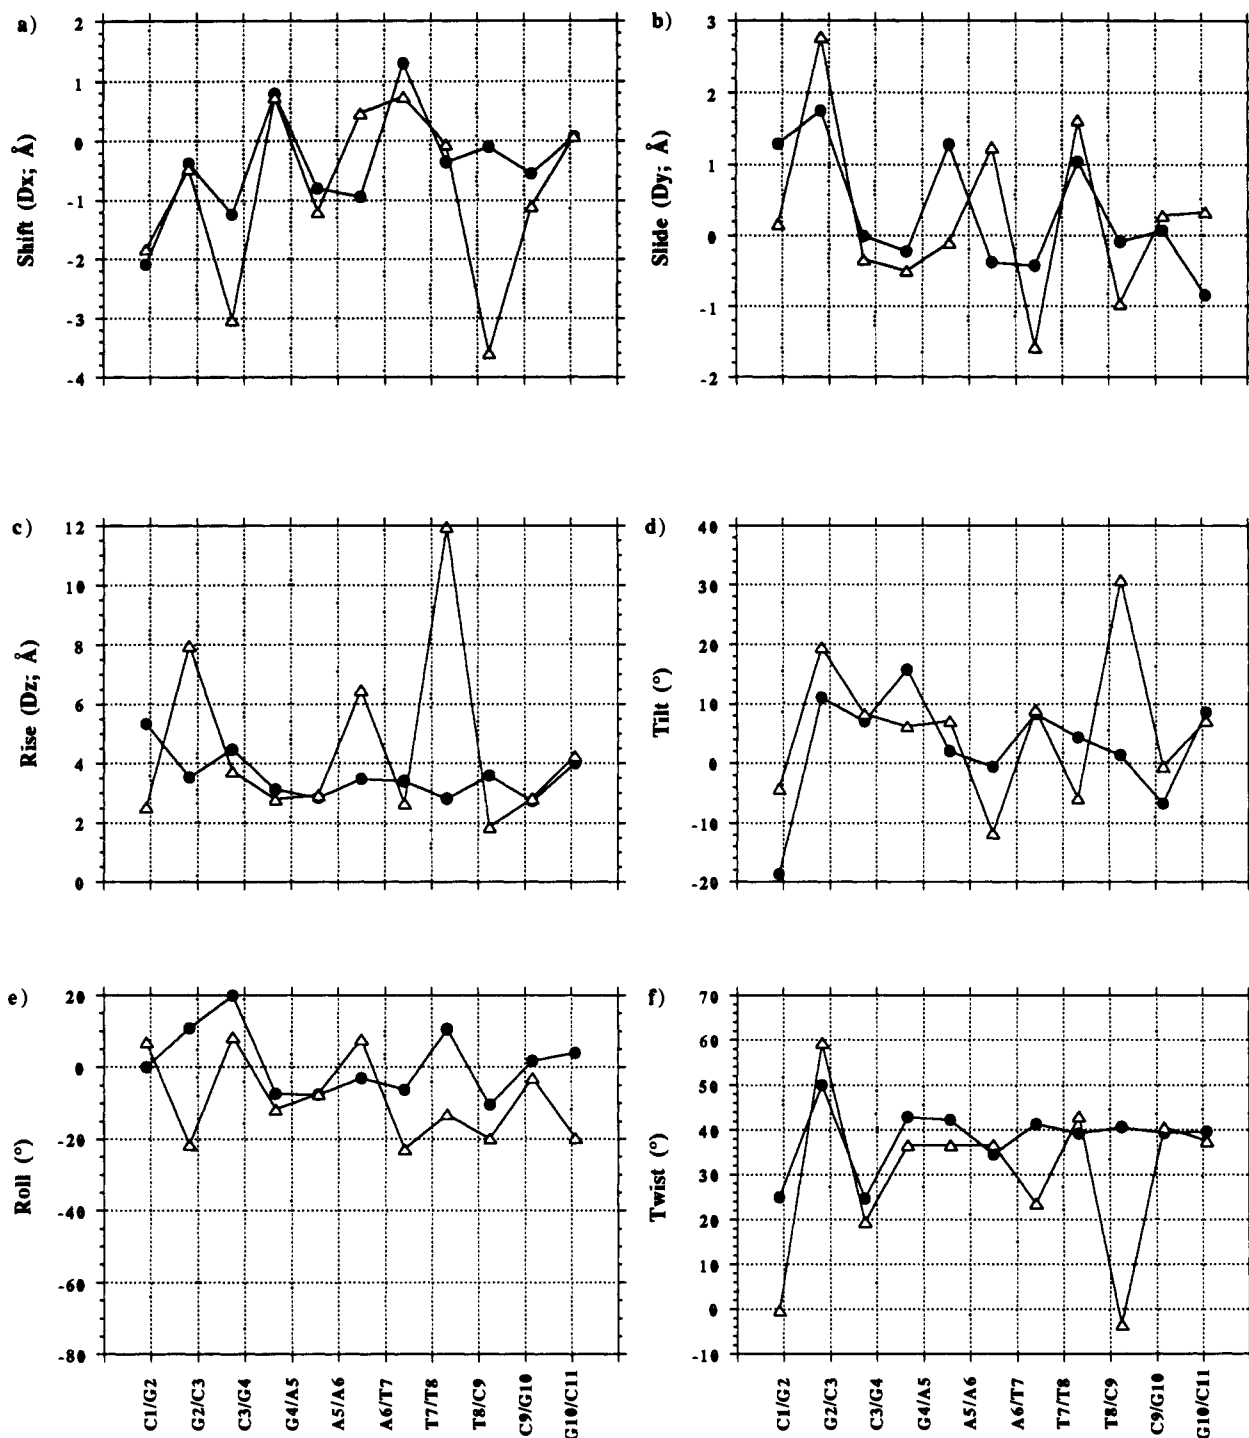 a)
Shift (Dx; Å)
2
1
0
-1
-2
-3
-4
b)
Slide (Dy; Å)
3
2
1
0
-1
-2
c)
Rise (Dz; Å)
12
10
8
6
4
2
0
d)
Tilt (°)
40
30
20
10
0
-10
-20
e)
Roll (°)
20
0
-20
-40
-60
-80
C1/G2
G2/C3
C3/G4
G4/A5
A5/A6
A6/T7
T7/T8
T8/C9
C9/G10
G10/C11
f)
Twist (°)
70
60
50
40
30
20
10
0
-10
C1/G2
G2/C3
C3/G4
G4/A5
A5/A6
A6/T7
T7/T8
T8/C9
C9/G10
G10/C11